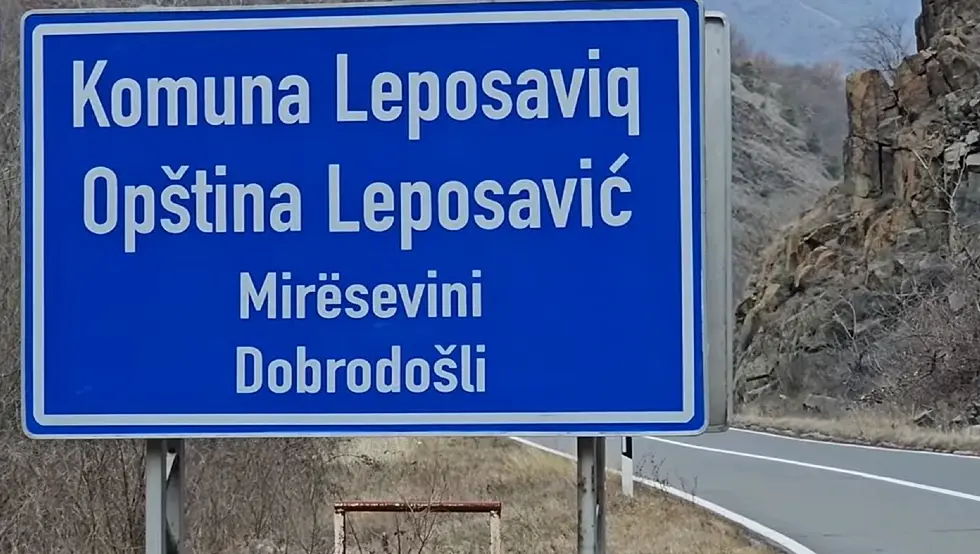 Komuna Leposaviq
Opština Leposavić
Mirësevini
Dobrodošli